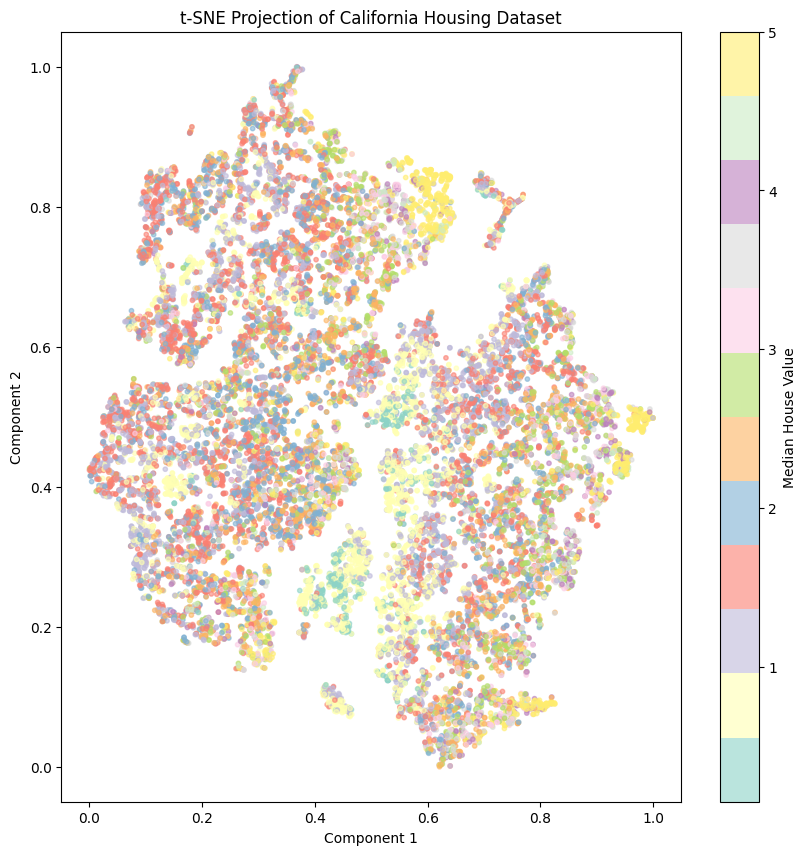 t-SNE Projection of California Housing Dataset
1.0
0.8
0.6
0.4
0.2
0.0
Component 2
0.0 0.2 0.4 0.6 0.8 1.0
Component 1
5
4
3
2
1
Median House Value